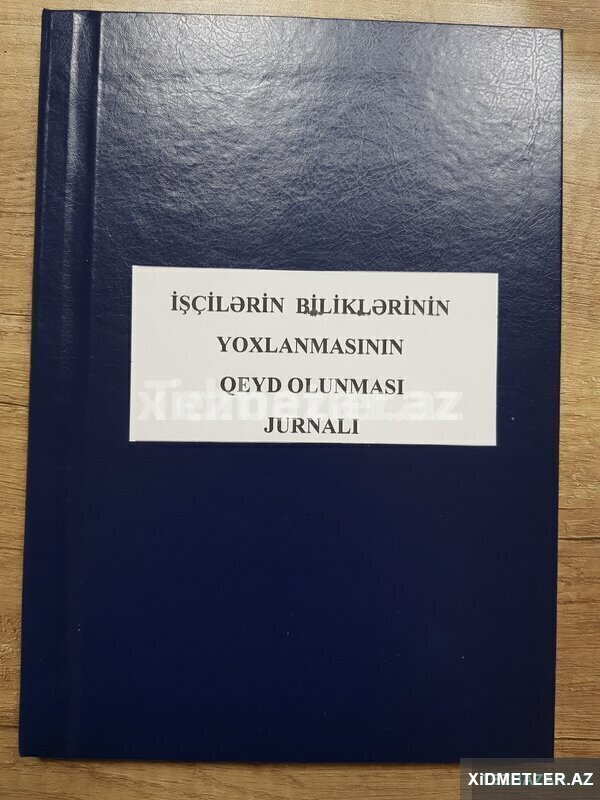 İŞÇİLƏRİN BİLİKLƏRİNİN
YOXLANMASININ
QEYD OLUNMASI
JURNALI
XiDMETLER.AZ